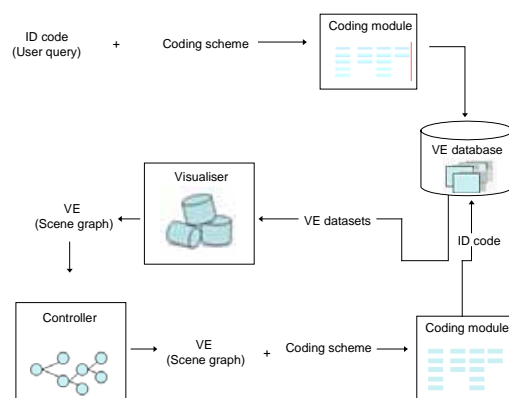 ID code
(User query)
+
Coding scheme
Coding module
VE database
Visualiser
VE
(Scene graph)
VE datasets
ID code
Controller
VE
(Scene graph)
+
Coding scheme
Coding module